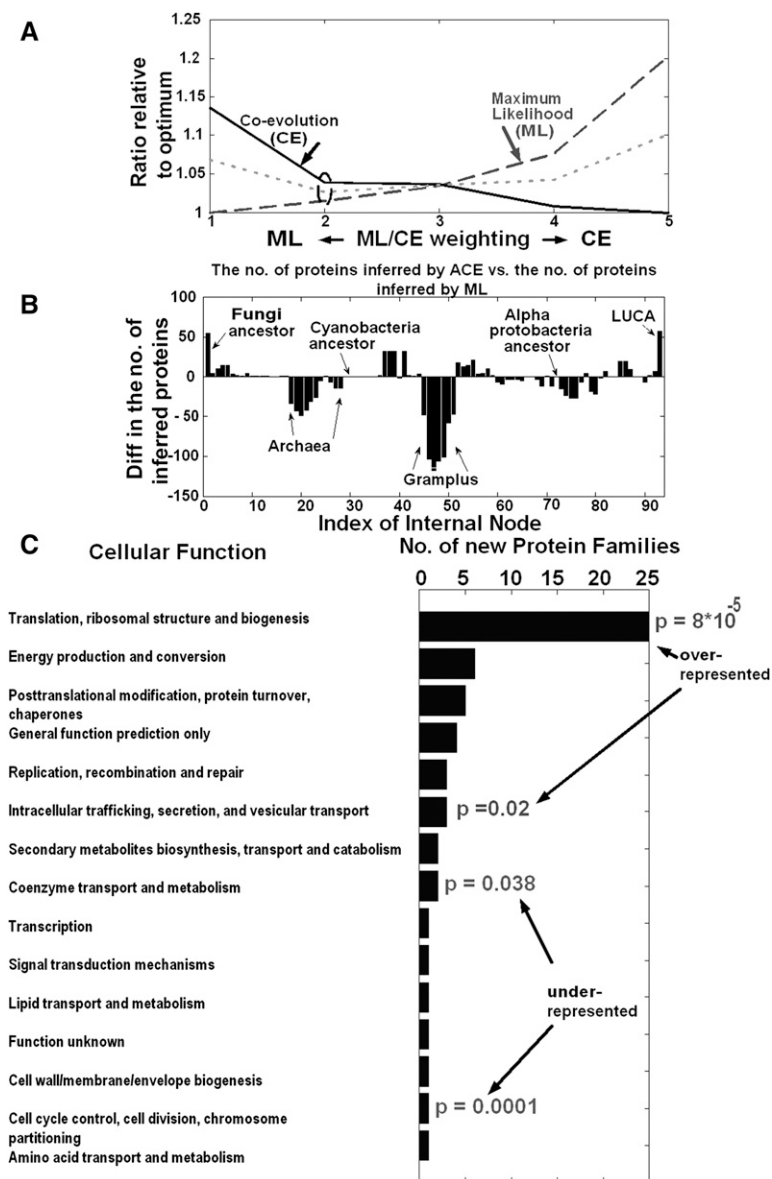 A
Ratio relative
to optimum
1.25
1.2
1.15
1.1
1.05
1
Co-evolution
(CE)
Maximum
Likelihood
(ML)
1 2 3 4 5
ML ML/CE weighting CE
The no. of proteins inferred by ACE vs. the no. of proteins
inferred by ML
B
Diff in the no. of
inferred proteins
100
50
0
-50
-100
-150
Fungi
ancestor
Cyanobacteria
ancestor
Alpha
protobacteria
ancestor
LUCA
Archaea
Gramplus
0 10 20 30 40 50 60 70 80 90
Index of Internal Node
C
Cellular Function
No. of new Protein Families
0 5 10 15 20 25
Translation, ribosomal structure and biogenesis
p = 8*10-5
over-
represented
Energy production and conversion
Posttranslational modification, protein turnover,
chaperones
General function prediction only
Replication, recombination and repair
Intracellular trafficking, secretion, and vesicular transport
p =0.02
Secondary metabolites biosynthesis, transport and catabolism
Coenzyme transport and metabolism
p = 0.038
Transcription
Signal transduction mechanisms
Lipid transport and metabolism
under-
represented
Function unknown
Cell wall/membrane/envelope biogenesis
Cell cycle control, cell division, chromosome
partitioning
p = 0.0001
Amino acid transport and metabolism